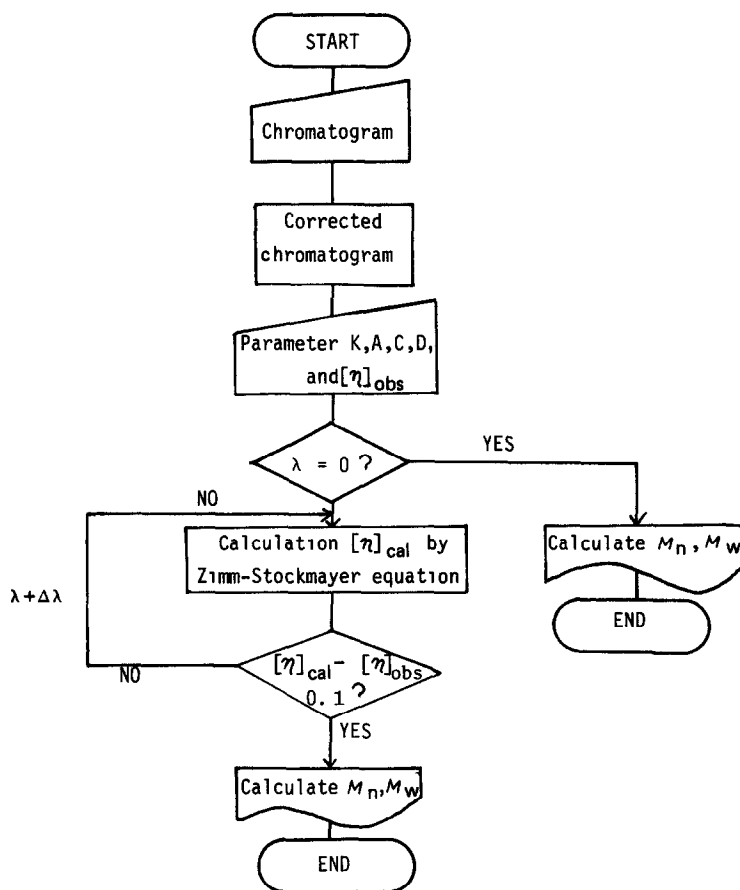 START
Chromatogram
Corrected
chromatogram
Parameter K,A,C,D,
and[η]obs
λ = 0 ?
YES
NO
Calculation [η]cal by
Zimm-Stockmayer equation
Calculate Mn, Mw
END
λ+Δλ
[η]cal- [η]obs
0.1 ?
NO
YES
Calculate Mn,Mw
END